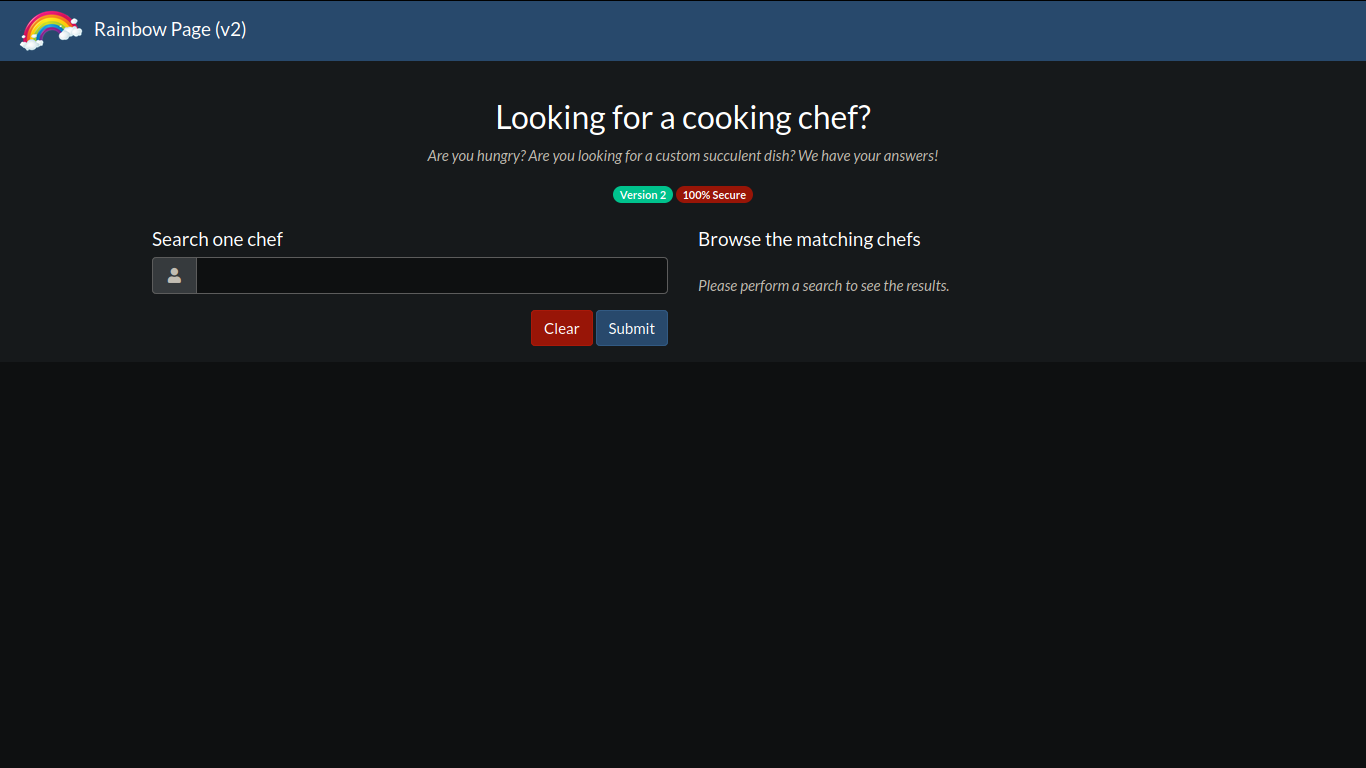 Rainbow Page (v2)
Looking for a cooking chef?
Are you hungry? Are you looking for a custom succulent dish? We have your answers!
Version 2 100% Secure
Search one chef
Clear Submit
Browse the matching chefs
Please perform a search to see the results.